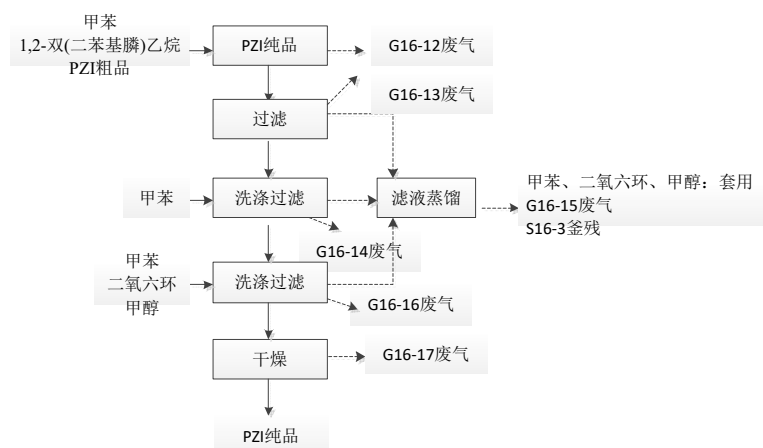 甲苯
1,2-双(二苯基膦)乙烷
PZI粗品
PZI纯品
G16-12废气
G16-13废气
过滤
甲苯
洗涤过滤
滤液蒸馏
甲苯、二氧六环、甲醇：套用
G16-15废气
S16-3釜残
G16-14废气
甲苯
二氧六环
甲醇
洗涤过滤
G16-16废气
干燥
G16-17废气
PZI纯品